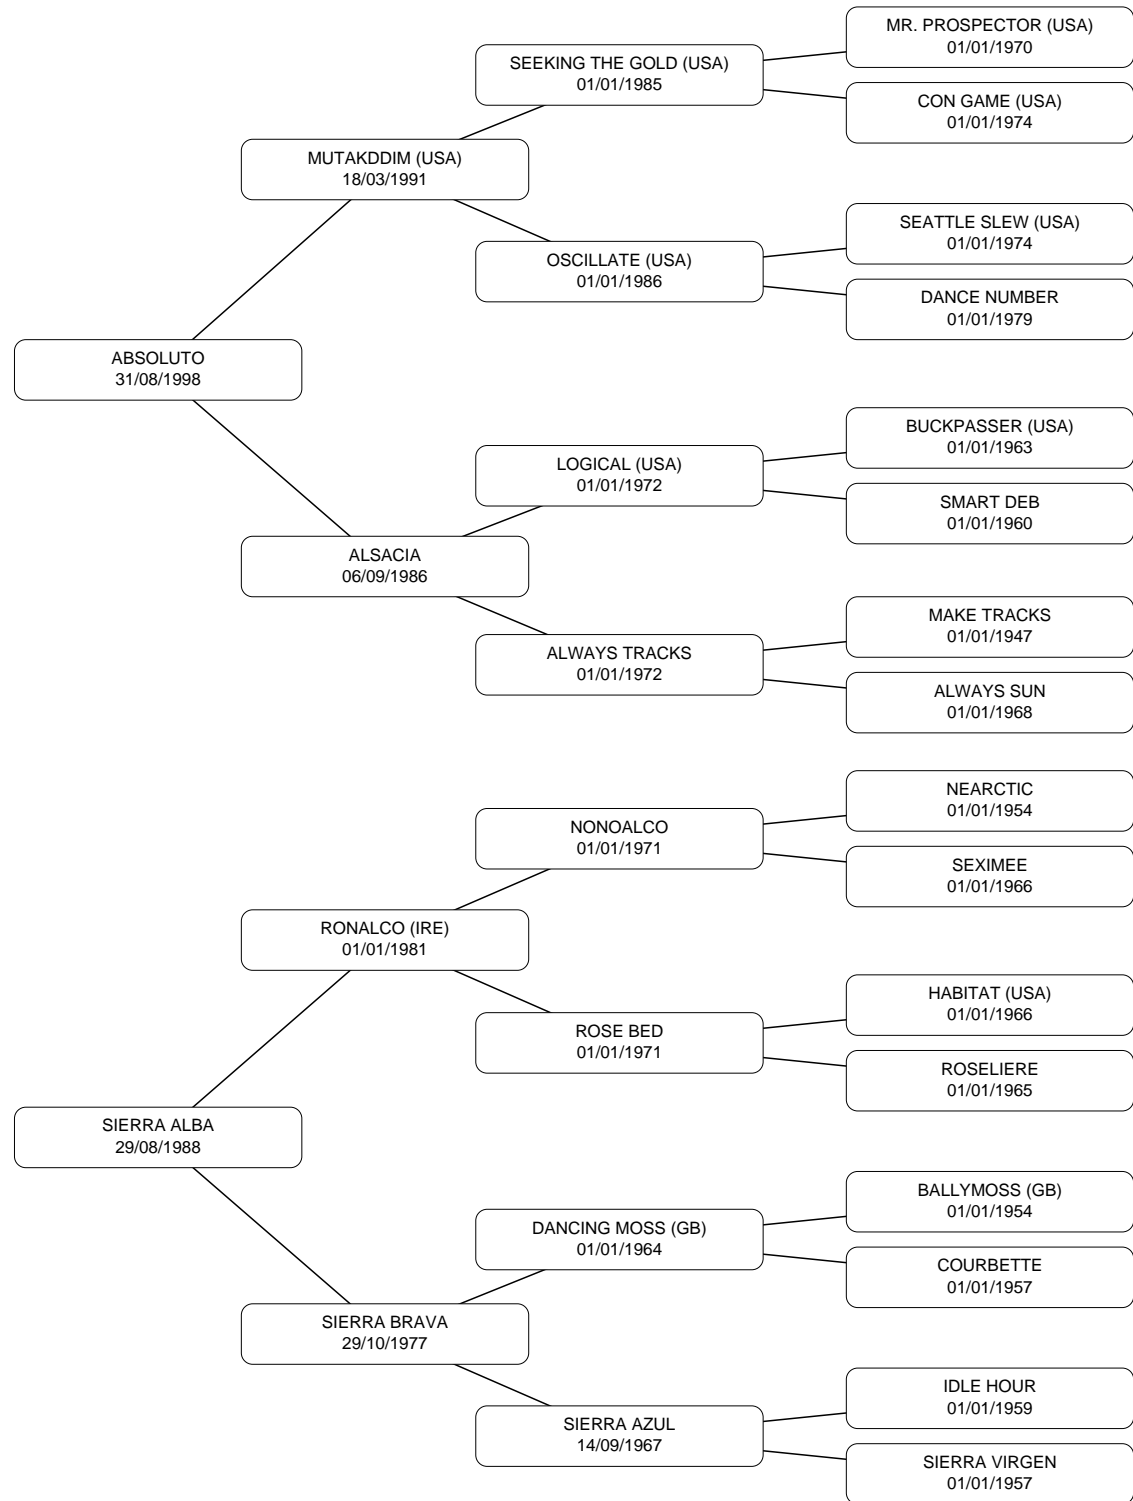 MR. PROSPECTOR (USA)
01/01/1970
SEEKING THE GOLD (USA)
01/01/1985
CON GAME (USA)
01/01/1974
MUTAKDDIM (USA)
18/03/1991
SEATTLE SLEW (USA)
01/01/1974
OSCILLATE (USA)
01/01/1986
DANCE NUMBER
01/01/1979
ABSOLUTO
31/08/1998
BUCKPASSER (USA)
01/01/1963
LOGICAL (USA)
01/01/1972
SMART DEB
01/01/1960
ALSACIA
06/09/1986
MAKE TRACKS
01/01/1947
ALWAYS TRACKS
01/01/1972
ALWAYS SUN
01/01/1968
NEARCTIC
01/01/1954
NONOALCO
01/01/1971
SEXIMEE
01/01/1966
RONALCO (IRE)
01/01/1981
HABITAT (USA)
01/01/1966
ROSE BED
01/01/1971
ROSELIERE
01/01/1965
SIERRA ALBA
29/08/1988
BALLYMOSS (GB)
01/01/1954
DANCING MOSS (GB)
01/01/1964
COURBETTE
01/01/1957
SIERRA BRAVA
29/10/1977
IDLE HOUR
01/01/1959
SIERRA AZUL
14/09/1967
SIERRA VIRGEN
01/01/1957